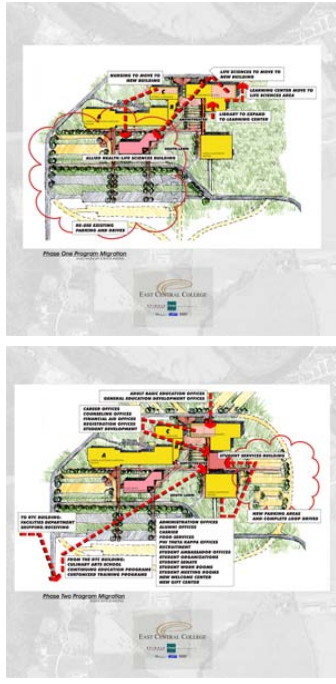 NURSING TO MOVE TO
NEW BUILDING
LIFE SCIENCES TO MOVE TO
NEW BUILDING
LEARNING CENTER MOVE TO
LIFE SCIENCES AREA
LIBRARY TO EXPAND
TO LEARNING CENTER
C
B
SOUTH LAWN
ALLIED HEALTH/LIFE SCIENCES BUILDING
RE-USE EXISTING
PARKING AND DRIVES
Phase One Program Migration
EAST CENTRAL COLLEGE
ADULT BASIC EDUCATION OFFICES
GENERAL EDUCATION DEVELOPMENT OFFICES
CAREER OFFICES
COUNSELING OFFICES
FINANCIAL AID OFFICES
REGISTRATION OFFICES
STUDENT DEVELOPMENT
A
STUDENT SERVICES BUILDING
SOUTH LAWN
NEW PARKING AREAS
AND COMPLETE LOOP DRIVES
TO RTC BUILDING:
FACILITIES DEPARTMENT
SHIPPING/RECEIVING
FROM THE RTC BUILDING:
CULINARY ARTS SCHOOL
CONTINUING EDUCATION PROGRAMS
CUSTOMIZED TRAINING PROGRAMS
ADMINISTRATION OFFICES
ALUMNI OFFICES
CASHIER
FOOD SERVICES
PHI THETA KAPPA OFFICES
RECRUITMENT
STUDENT AMBASSADOR OFFICES
STUDENT ORGANIZATIONS
STUDENT SENATE
STUDENT WORK ROOMS
STUDENT MEETING ROOMS
NEW WELCOME CENTER
NEW GIFT CENTER
Phase Two Program Migration
EAST CENTRAL COLLEGE